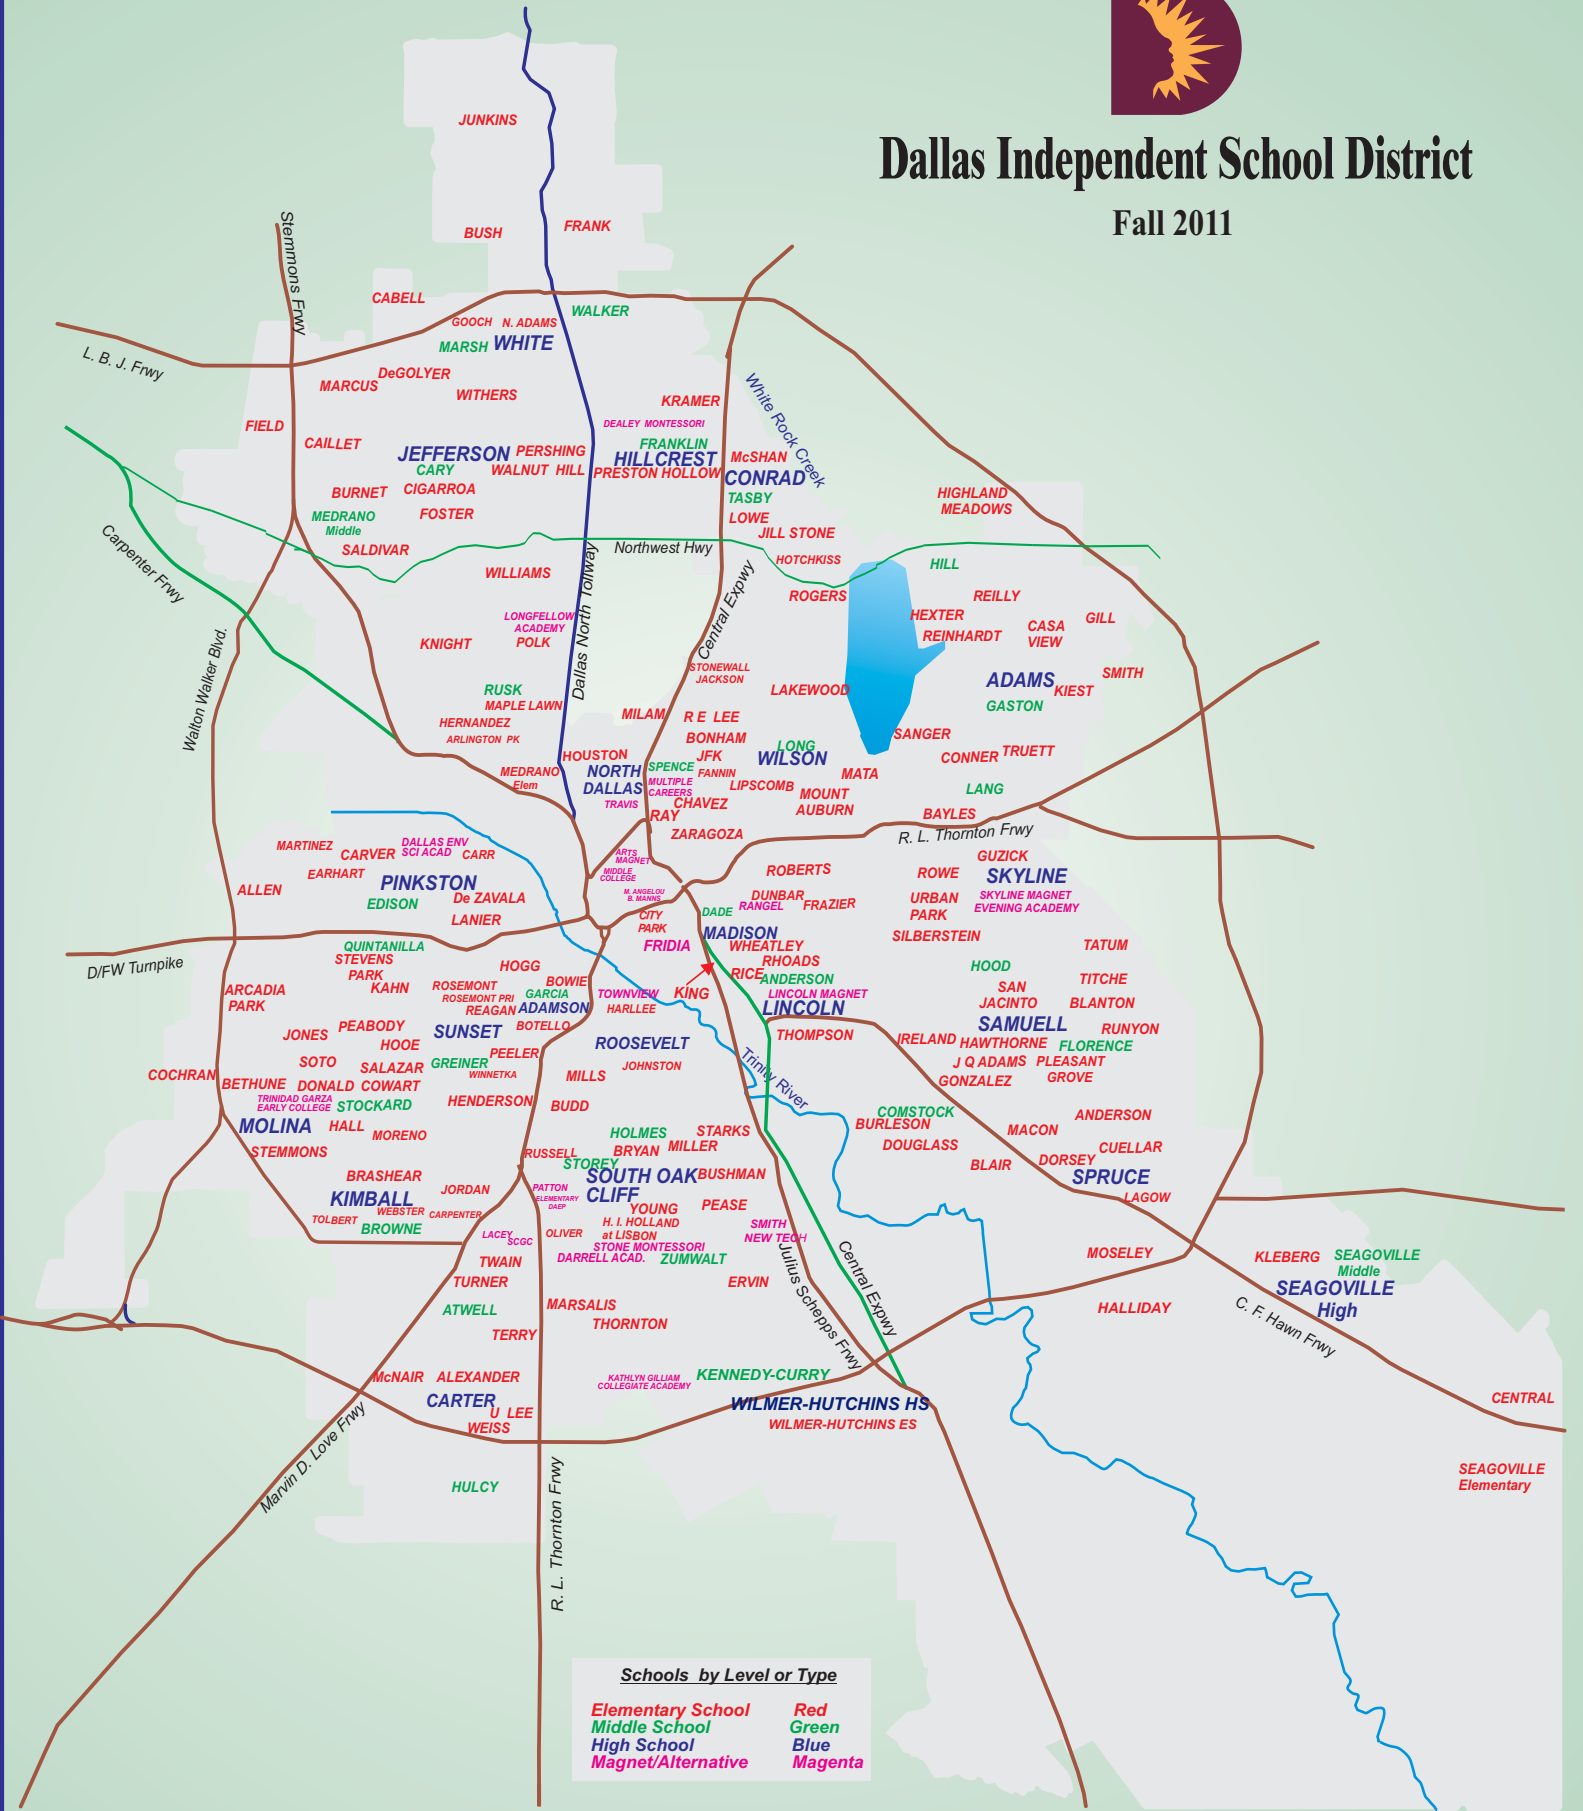 Dallas Independent School District
Fall 2011
JUNKINS
BUSH
FRANK
Stemmons Frwy
CABELL
WALKER
GOOCH
N. ADAMS
MARSH
WHITE
L. B. J. Frwy
DeGOLYER
MARCUS
WITHERS
KRAMER
White Rock Creek
FIELD
DEALEY MONTESSORI
CAILLET
JEFFERSON
PERSHING
FRANKLIN
HILLCREST
McSHAN
CARY
WALNUT HILL
PRESTON HOLLOW
CONRAD
BURNET
CIGARROA
TASBY
HIGHLAND
MEADOWS
MEDRANO
Middle
FOSTER
LOWE
JILL STONE
SALDIVAR
Northwest Hwy
HOTCHKISS
HILL
Carpenter Frwy
WILLIAMS
Dallas North Tollway
Central Expwy
ROGERS
REILLY
LONGFELLOW
ACADEMY
HEXTER
GILL
KNIGHT
POLK
REINHARDT
CASA
VIEW
STONEWALL
JACKSON
Walton Walker Blvd.
RUSK
LAKEWOOD
ADAMS
SMITH
KIEST
MAPLE LAWN
GASTON
HERNANDEZ
MILAM
R E LEE
ARLINGTON PK
BONHAM
LONG
SANGER
HOUSTON
JFK
WILSON
CONNER
TRUETT
MEDRANO
Elem
NORTH
DALLAS
SPENCE
FANNIN
MATA
MULTIPLE
CAREERS
LIPSCOMB
LANG
TRAVIS
CHAVEZ
MOUNT
AUBURN
RAY
BAYLES
ZARAGOZA
R. L. Thornton Frwy
MARTINEZ
CARVER
DALLAS ENV
SCI ACAD
CARR
ARTS
MAGNET
GUZICK
EARHART
MIDDLE
COLLEGE
ROBERTS
ROWE
SKYLINE
ALLEN
PINKSTON
M. ANGELOU
B. MANNS
DUNBAR
URBAN
PARK
SKYLINE MAGNET
EVENING ACADEMY
EDISON
De ZAVALA
RANGEL
FRAZIER
LANIER
CITY
PARK
DADE
MADISON
SILBERSTEIN
QUINTANILLA
FRIDIA
WHEATLEY
TATUM
D/FW Turnpike
STEVENS
PARK
HOGG
RHOADS
HOOD
KAHN
BOWIE
RICE
ANDERSON
TITCHE
ARCADIA
PARK
ROSEMONT
ROSEMONT PRI
GARCIA
TOWNVIEW
KING
LINCOLN MAGNET
SAN
JACINTO
BLANTON
REAGAN
ADAMSON
HARLLEE
LINCOLN
PEABODY
SUNSET
BOTELLO
SAMUELL
RUNYON
JONES
HOOE
ROOSEVELT
THOMPSON
IRELAND
HAWTHORNE
FLORENCE
SOTO
SALAZAR
GREINER
PEELER
JOHNSTON
J Q ADAMS
PLEASANT
GROVE
COCHRAN
BETHUNE
DONALD
COWART
WINNETKA
MILLS
Trinity River
GONZALEZ
TRINIDAD GARZA
EARLY COLLEGE
STOCKARD
HENDERSON
BUDD
COMSTOCK
ANDERSON
MOLINA
HALL
MORENO
HOLMES
STARKS
BURLESON
MACON
STEMMONS
RUSSELL
BRYAN
MILLER
DOUGLASS
CUELLAR
STOREY
BLAIR
DORSEY
BRASHEAR
SOUTH OAK
CLIFF
BUSHMAN
SPRUCE
KIMBALL
JORDAN
PATTON
ELEMENTARY
DAEP
LAGOW
TOLBERT
WEBSTER
CARPENTER
YOUNG
PEASE
BROWNE
H. I. HOLLAND
at LISBON
SMITH
NEW TECH
LACEY
SCGC
OLIVER
STONE MONTESSORI
DARRELL ACAD.
ZUMWALT
MOSELEY
KLEBERG
SEAGOVILLE
Middle
TWAIN
TURNER
ERVIN
Julius Schepps Frwy
Central Expwy
SEAGOVILLE
High
ATWELL
MARSALIS
HALLIDAY
C. F. Hawn Frwy
THORNTON
TERRY
McNAIR
ALEXANDER
KATHLYN GILLIAM
COLLEGIATE ACADEMY
KENNEDY-CURRY
CARTER
WILMER-HUTCHINS HS
CENTRAL
U LEE
WEISS
WILMER-HUTCHINS ES
Marvin D. Love Frwy
HULCY
R. L. Thornton Frwy
SEAGOVILLE
Elementary
Schools by Level or Type
Elementary School Red
Middle School Green
High School Blue
Magnet/Alternative Magenta